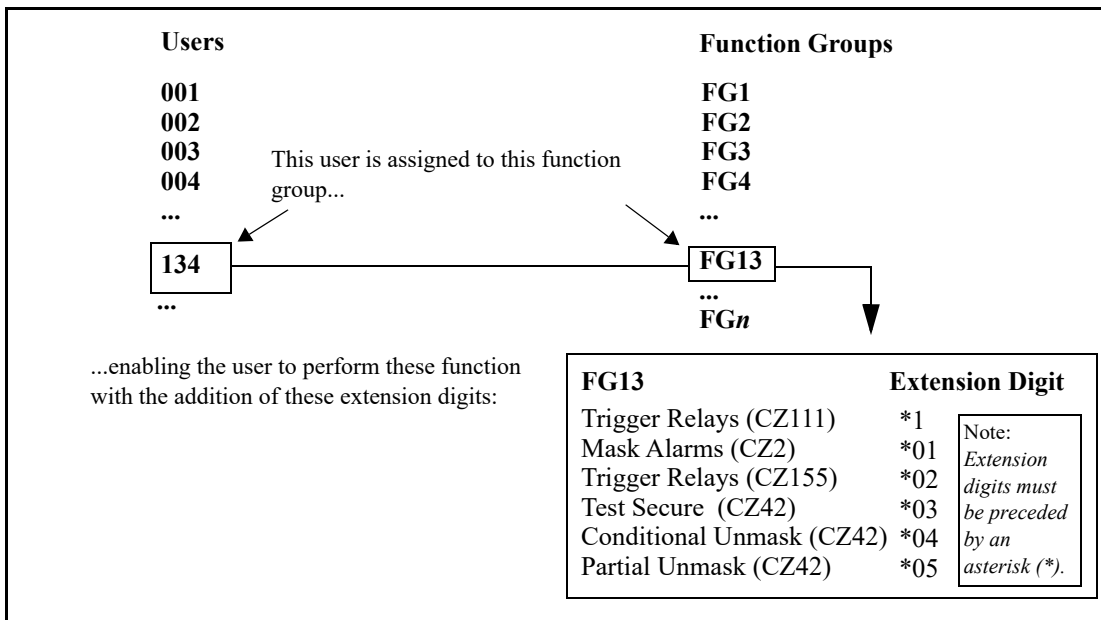 Users
001
002
003
004
...
134
...
Function Groups
FG1
FG2
FG3
FG4
...
FG13
...
FGn
This user is assigned to this function
group...
...enabling the user to perform these function
with the addition of these extension digits:
FG13 Extension Digit
Trigger Relays (CZ111) *1
Mask Alarms (CZ2) *01
Trigger Relays (CZ155) *02
Test Secure (CZ42) *03
Conditional Unmask (CZ42) *04
Partial Unmask (CZ42) *05
Note:
Extension
digits must
be preceded
by an
asterisk (*).